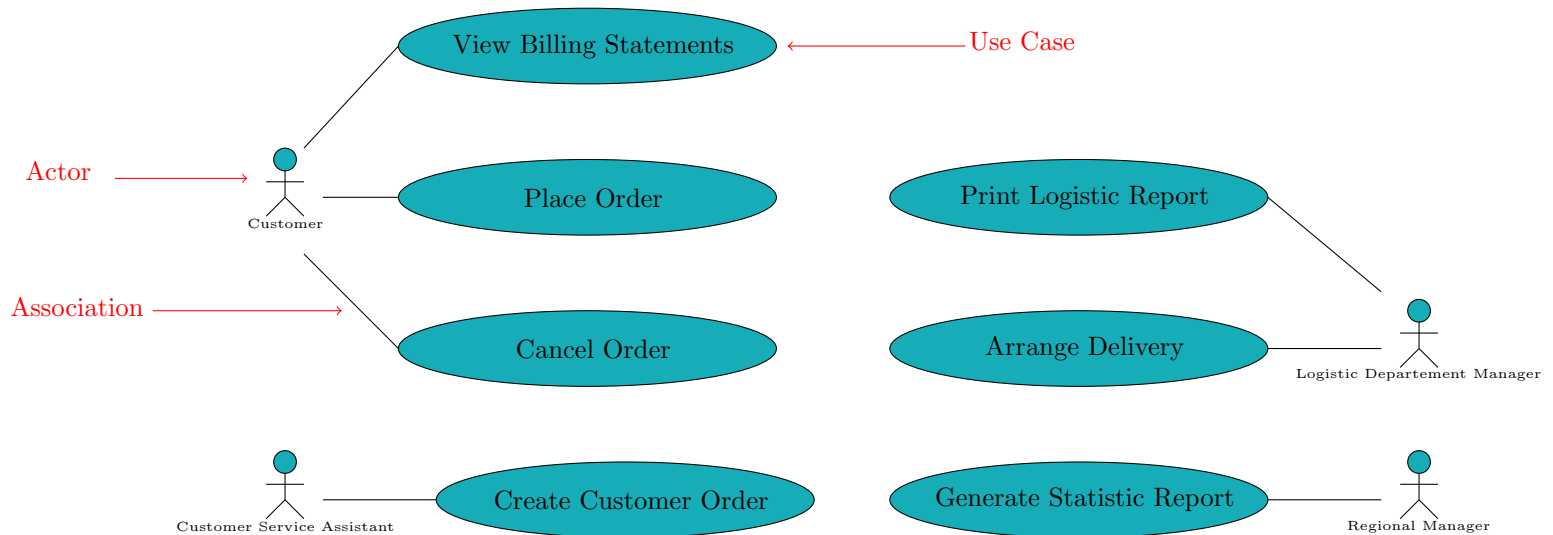 View Billing Statements
Use Case
Actor
Customer
Place Order
Print Logistic Report
Association
Cancel Order
Arrange Delivery
Logistic Departement Manager
Customer Service Assistant
Create Customer Order
Generate Statistic Report
Regional Manager